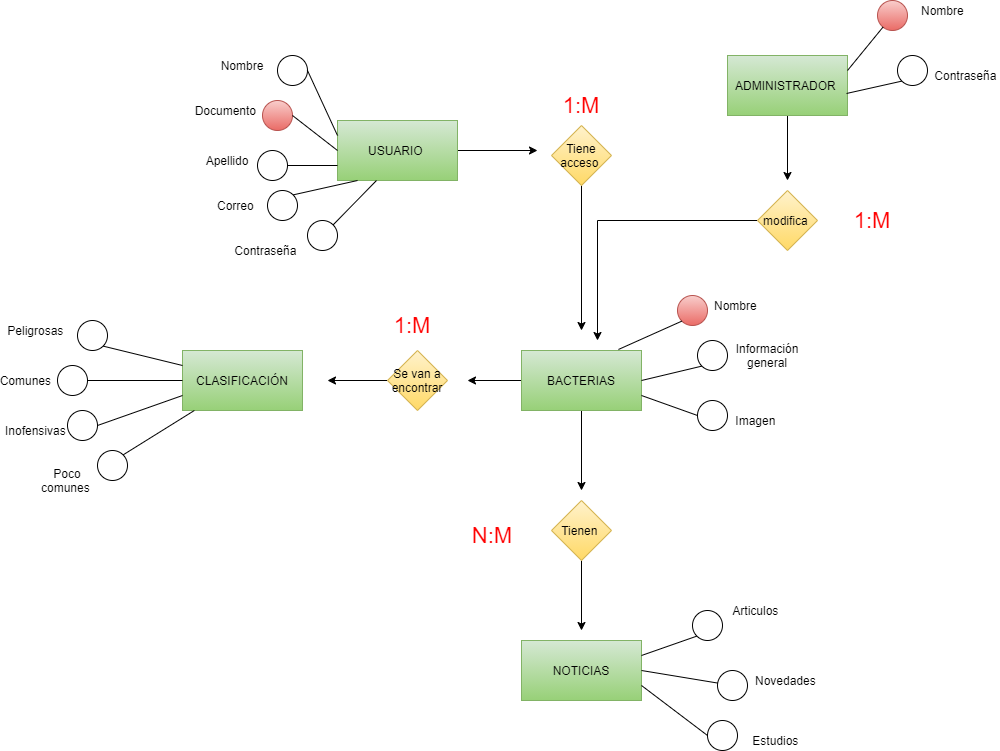 Nombre
Contraseña
ADMINISTRADOR
Nombre
Documento
Apellido
Correo
Contraseña
USUARIO
1:M
Tiene
acceso
modifica
1:M
Nombre
Información
general
Imagen
BACTERIAS
1:M
Se van a
encontrar
CLASIFICACIÓN
Peligrosas
Comunes
Inofensivas
Poco
comunes
N:M
Tienen
NOTICIAS
Articulos
Novedades
Estudios